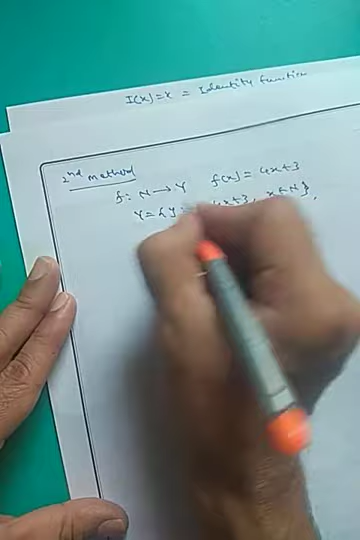 I(x)=x = Identity function
2nd method
f: N→Y f(x) = 4x+3
Y={y: 4x+3, x∈N},